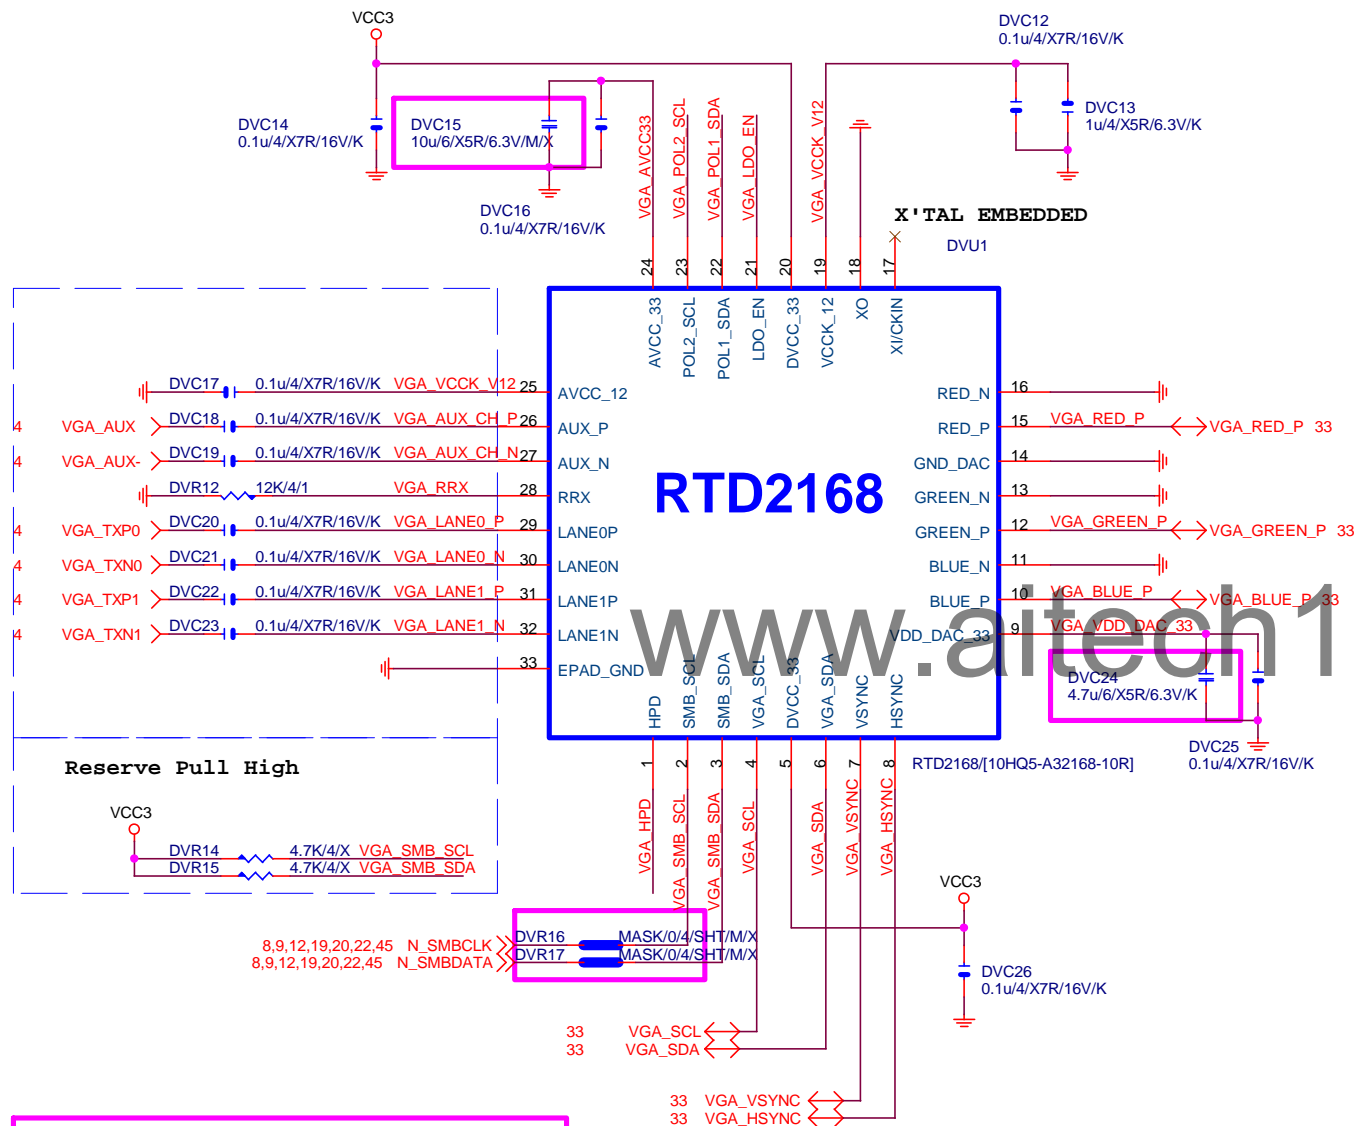 VCC3
DVC12
0.1u/4/X7R/16V/K
DVC14
0.1u/4/X7R/16V/K
DVC15
10u/6/X5R/6.3V/M/X
DVC13
1u/4/X5R/6.3V/K
DVC16
0.1u/4/X7R/16V/K
VGA_AVCC33
VGA_POL2_SCL
VGA_POL1_SDA
VGA_LDO_EN
VGA_VCCK_V12
X'TAL EMBEDDED
DVU1
24
23
22
21
20
19
18
17
AVCC_33
POL2_SCL
POL1_SDA
LDO_EN
DVCC_33
VCCK_12
XO
XI/CKIN
DVC17 0.1u/4/X7R/16V/K VGA_VCCK_V12 25 AVCC_12
4 VGA_AUX DVC18 0.1u/4/X7R/16V/K VGA_AUX_CH_P 26 AUX_P
4 VGA_AUX- DVC19 0.1u/4/X7R/16V/K VGA_AUX_CH_N 27 AUX_N
DVR12 12K/4/1 VGA_RRX 28 RRX
4 VGA_TXP0 DVC20 0.1u/4/X7R/16V/K VGA_LANE0_P 29 LANE0P
4 VGA_TXN0 DVC21 0.1u/4/X7R/16V/K VGA_LANE0_N 30 LANE0N
4 VGA_TXP1 DVC22 0.1u/4/X7R/16V/K VGA_LANE1_P 31 LANE1P
4 VGA_TXN1 DVC23 0.1u/4/X7R/16V/K VGA_LANE1_N 32 LANE1N
33 EPAD_GND
RTD2168
RED_N 16
RED_P 15 VGA_RED_P VGA_RED_P 33
GND_DAC 14
GREEN_N 13
GREEN_P 12 VGA_GREEN_P VGA_GREEN_P 33
BLUE_N 11
BLUE_P 10 VGA_BLUE_P VGA_BLUE_P 33
VDD_DAC_33 9 VGA_VDD_DAC_33
www.aitech1
DVC24
4.7u/6/X5R/6.3V/K
DVC25
0.1u/4/X7R/16V/K
HPD
SMB_SCL
SMB_SDA
VGA_SCL
DVCC_33
VGA_SDA
VSYNC
HSYNC
1
2
3
4
5
6
7
8
RTD2168/[10HQ5-A32168-10R]
VGA_HPD
VGA_SMB_SCL
VGA_SMB_SDA
VGA_SCL
VGA_SDA
VGA_VSYNC
VGA_HSYNC
Reserve Pull High
VCC3
DVR14 4.7K/4/X VGA_SMB_SCL
DVR15 4.7K/4/X VGA_SMB_SDA
VCC3
DVC26
0.1u/4/X7R/16V/K
8,9,12,19,20,22,45 N_SMBCLK DVR16 MASK/0/4/SHT/M/X
8,9,12,19,20,22,45 N_SMBDATA DVR17 MASK/0/4/SHT/M/X
33 VGA_SCL
33 VGA_SDA
33 VGA_VSYNC
33 VGA_HSYNC